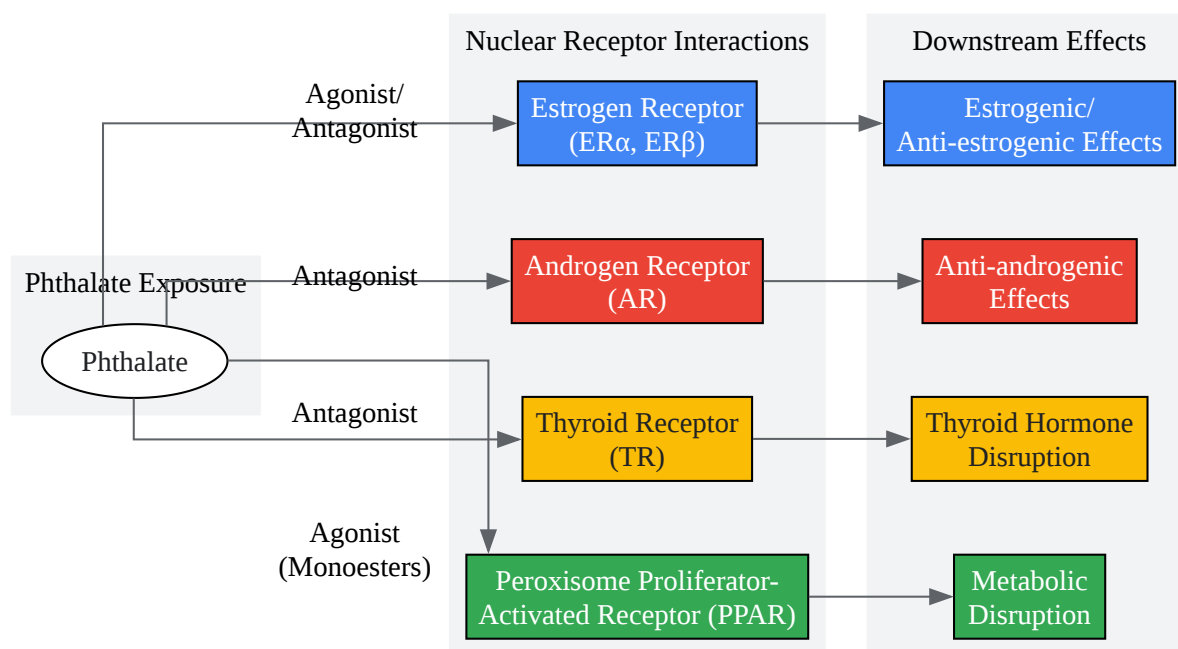 Nuclear Receptor Interactions
Downstream Effects
Agonist/
Antagonist
Estrogen Receptor
(ERα, ERβ)
Estrogenic/
Anti-estrogenic Effects
Phthalate Exposure
Phthalate
Antagonist
Androgen Receptor
(AR)
Anti-androgenic
Effects
Antagonist
Thyroid Receptor
(TR)
Thyroid Hormone
Disruption
Agonist
(Monoesters)
Peroxisome Proliferator-
Activated Receptor (PPAR)
Metabolic
Disruption